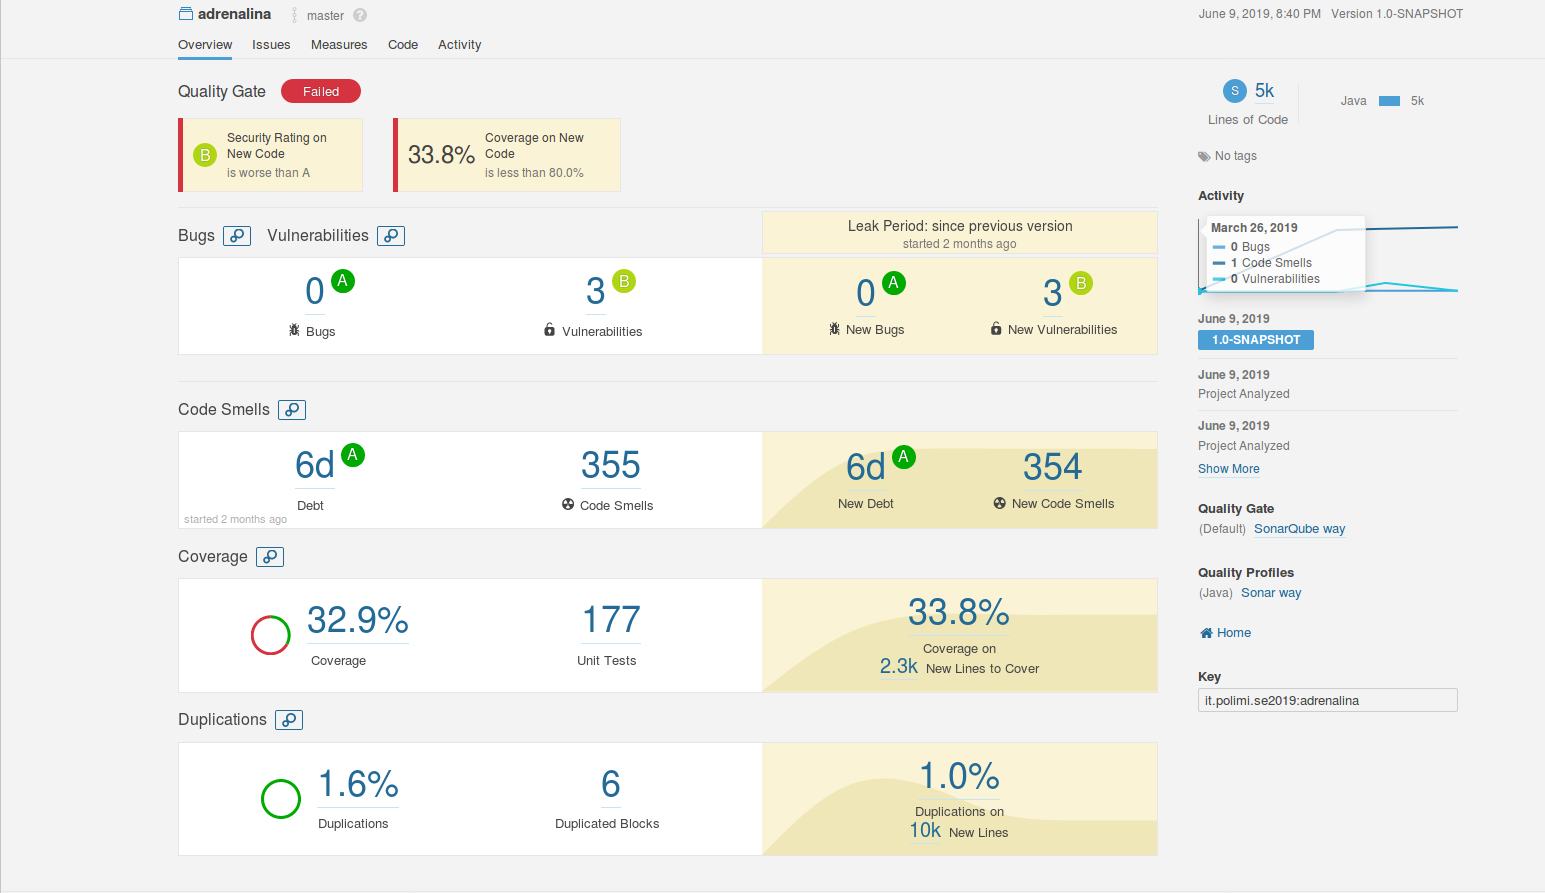 adrenalina
master
?
June 9, 2019, 8:40 PM Version 1.0-SNAPSHOT
Overview Issues Measures Code Activity
Quality Gate Failed
B
Security Rating on
New Code
is worse than A
33.8%
Coverage on New
Code
is less than 80.0%
Bugs Vulnerabilities
Leak Period: since previous version
started 2 months ago
0 A
Bugs
3 B
Vulnerabilities
0 A
New Bugs
3 B
New Vulnerabilities
Code Smells
6d A
Debt
started 2 months ago
355
Code Smells
6d A
New Debt
354
New Code Smells
Coverage
32.9%
Coverage
177
Unit Tests
33.8%
Coverage on
2.3k New Lines to Cover
Duplications
1.6%
Duplications
6
Duplicated Blocks
1.0%
Duplications on
10k New Lines
S 5k
Lines of Code
Java 5k
No tags
Activity
March 26, 2019
0 Bugs
1 Code Smells
0 Vulnerabilities
June 9, 2019
1.0-SNAPSHOT
June 9, 2019
Project Analyzed
June 9, 2019
Project Analyzed
Show More
Quality Gate
(Default) SonarQube way
Quality Profiles
(Java) Sonar way
Home
Key
it.polimi.se2019:adrenalina